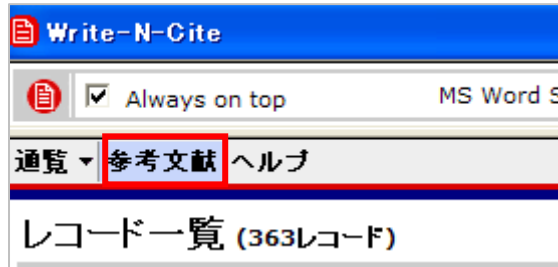 Write-N-Cite
Always on top MS Word
通覧 参考文献 ヘルプ
レコード一覧 (363レコード)